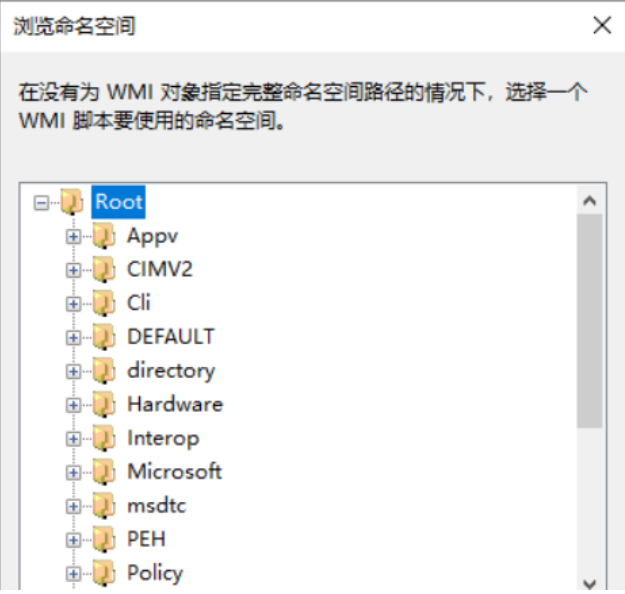 浏览命名空间
在没有为 WMI 对象指定完整命名空间路径的情况下，选择一个
WMI 脚本要使用的命名空间。
Root
Appv
CIMV2
Cli
DEFAULT
directory
Hardware
Interop
Microsoft
msdtc
PEH
Policy